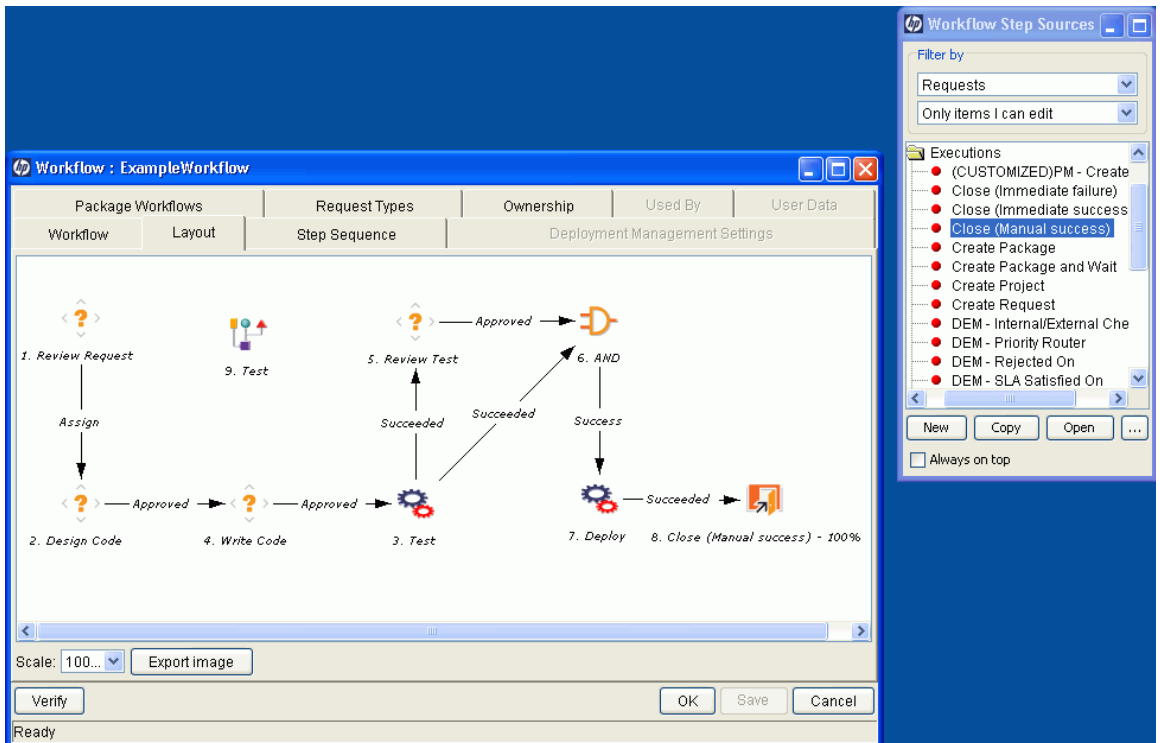 Workflow Step Sources
Filter by
Requests
Only items I can edit
Executions
(CUSTOMIZED)PM - Create
Close (Immediate failure)
Close (Immediate success
Close (Manual success)
Create Package
Create Package and Wait
Create Project
Create Request
DEM - Internal/External Che
DEM - Priority Router
DEM - Rejected On
DEM - SLA Satisfied On
New Copy Open ...
Always on top
hp Workflow : ExampleWorkflow
Package Workflows Request Types Ownership Used By User Data
Workflow Layout Step Sequence Deployment Management Settings
Approved
1. Review Request 9. Test 5. Review Test 6. AND
Assign Succeeded Succeeded Success
Approved Approved Succeeded
2. Design Code 4. Write Code 3. Test 7. Deploy 8. Close (Manual success) - 100%
Scale: 100... Export image
Verify OK Save Cancel
Ready